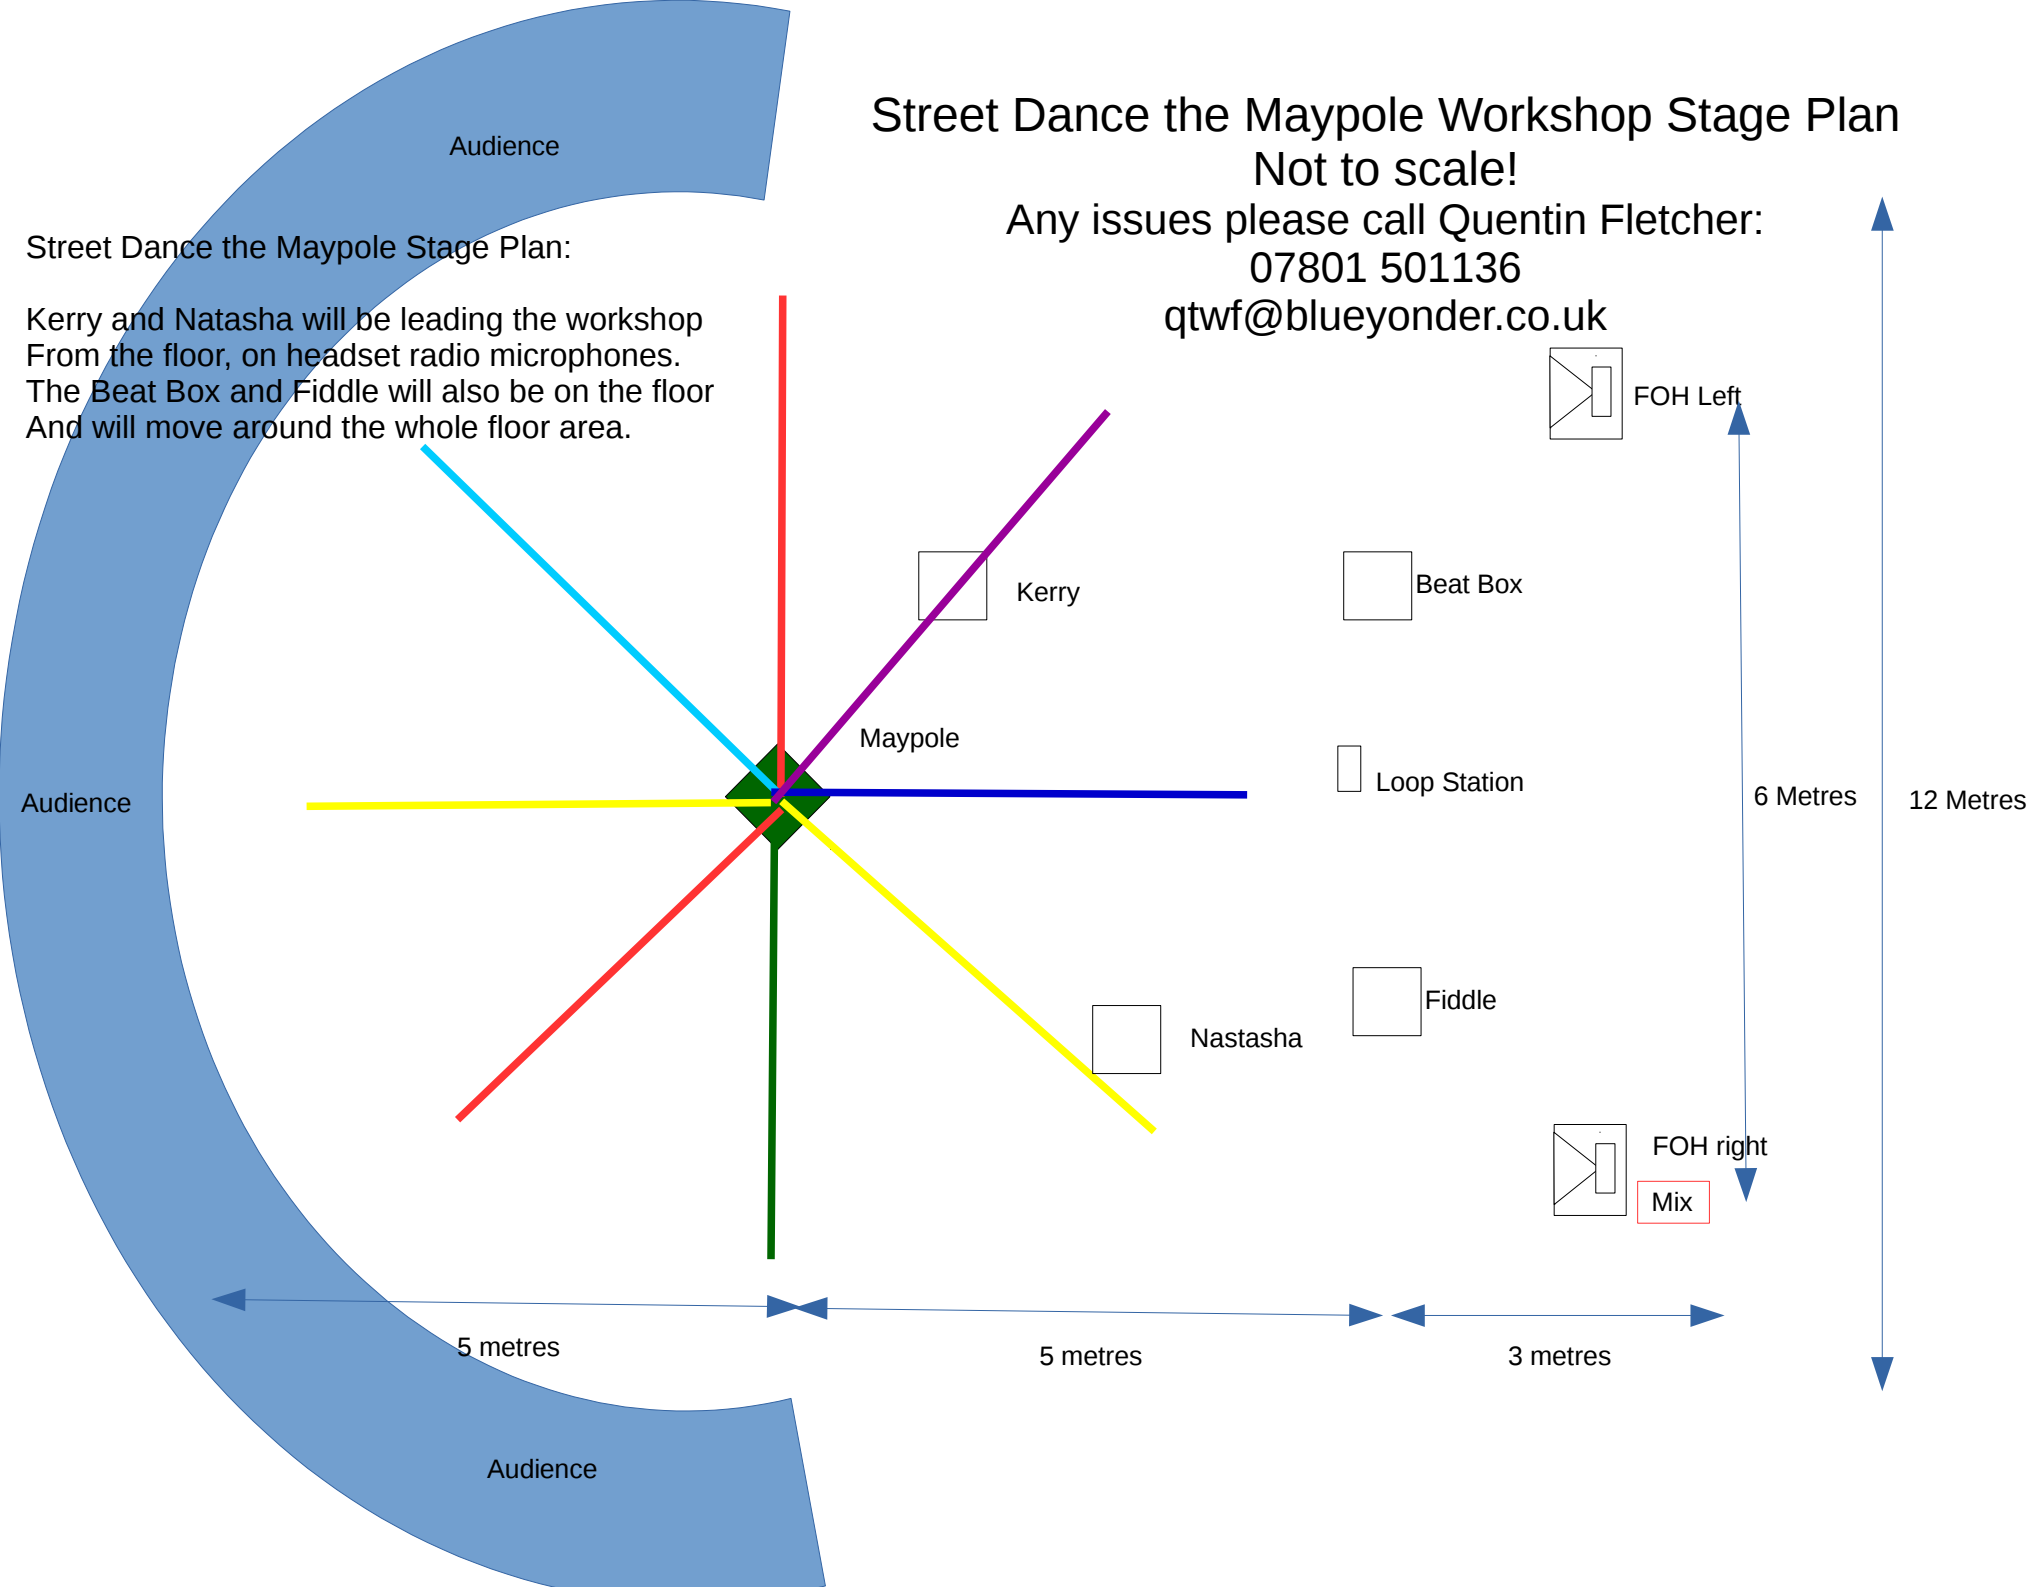 Street Dance the Maypole Workshop Stage Plan
Not to scale!
Any issues please call Quentin Fletcher:
07801 501136
qtwf@blueyonder.co.uk
Audience
Street Dance the Maypole Stage Plan:
Kerry and Natasha will be leading the workshop
From the floor, on headset radio microphones.
The Beat Box and Fiddle will also be on the floor
And will move around the whole floor area.
FOH Left
Kerry
Beat Box
Maypole
Loop Station
6 Metres
12 Metres
Audience
Fiddle
Nastasha
FOH right
Mix
5 metres
5 metres
3 metres
Audience